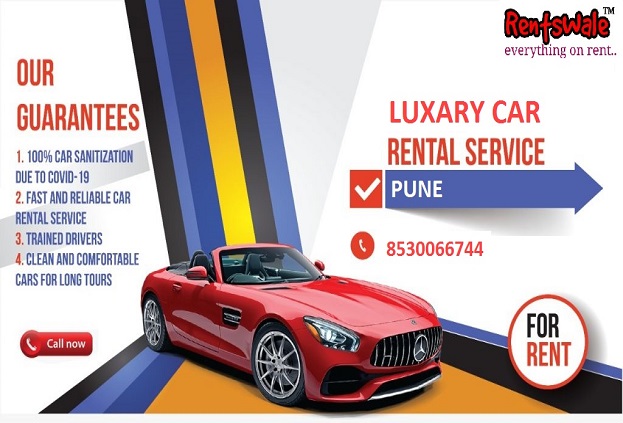 Rentswale™
everything on rent..
OUR
GUARANTEES
1. 100% CAR SANITIZATION
DUE TO COVID-19
2. FAST AND RELIABLE CAR
RENTAL SERVICE
3. TRAINED DRIVERS
4. CLEAN AND COMFORTABLE
CARS FOR LONG TOURS
Call now
LUXARY CAR
RENTAL SERVICE
PUNE
8530066744
FOR
RENT